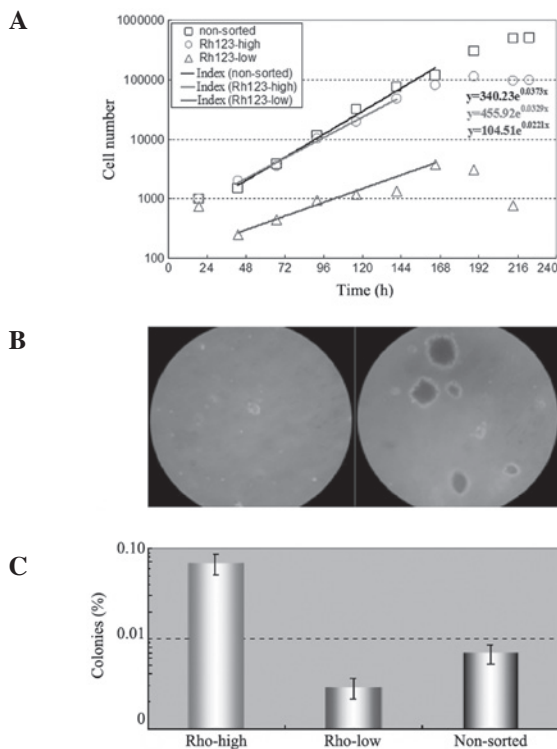 A
1000000
100000
10000
1000
100
Cell number
non-sorted
Rh123-high
Rh123-low
Index (non-sorted)
Index (Rh123-high)
Index (Rh123-low)
y=340.23e^0.0373x
y=455.92e^0.0329x
y=104.51e^0.0221x
0 24 48 72 96 120 144 168 192 216 240
Time (h)
B
C
0.10
0.01
0
Colonies (%)
Rho-high Rho-low Non-sorted